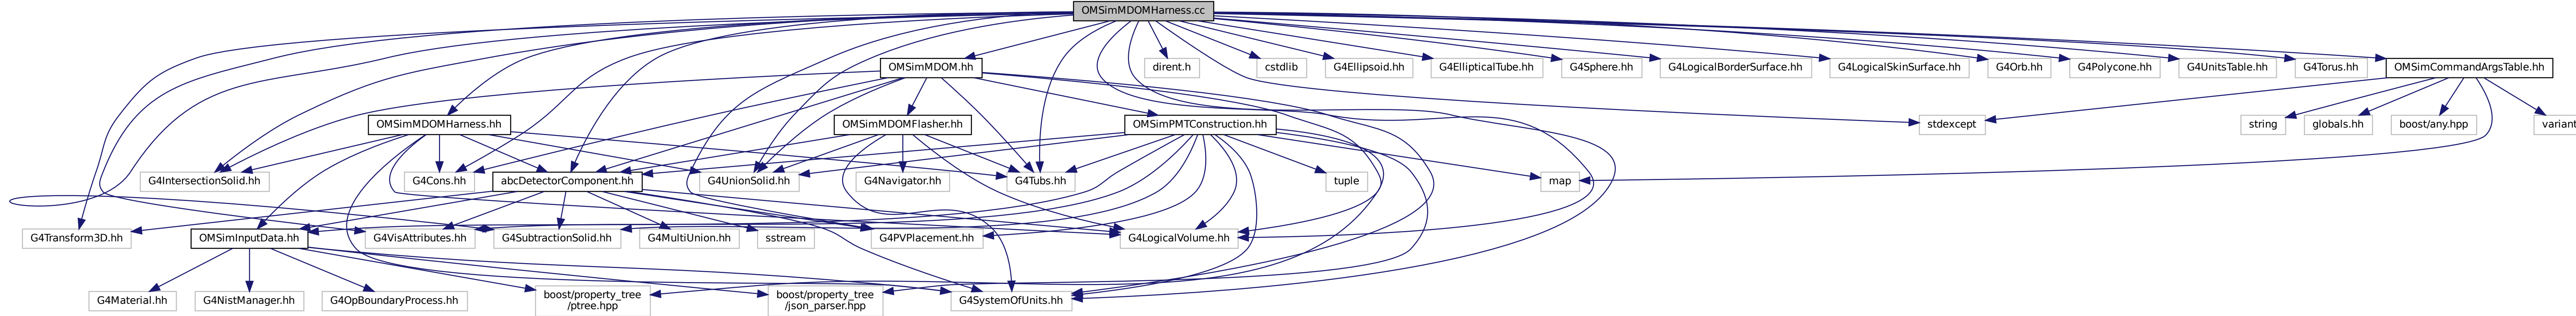 OMSimMDOMHarness.cc
OMSimMDOM.hh
dirent.h
cstdlib
G4Ellipsoid.hh
G4EllipticalTube.hh
G4Sphere.hh
G4LogicalBorderSurface.hh
G4LogicalSkinSurface.hh
G4Orb.hh
G4Polycone.hh
G4UnitsTable.hh
G4Torus.hh
OMSimCommandArgsTable.hh
OMSimMDOMHarness.hh
OMSimMDOMFlasher.hh
OMSimPMTConstruction.hh
stdexcept
string
globals.hh
boost/any.hpp
variant
G4IntersectionSolid.hh
G4Cons.hh
abcDetectorComponent.hh
G4UnionSolid.hh
G4Navigator.hh
G4Tubs.hh
tuple
map
G4Transform3D.hh
OMSimInputData.hh
G4VisAttributes.hh
G4SubtractionSolid.hh
G4MultiUnion.hh
sstream
G4PVPlacement.hh
G4LogicalVolume.hh
G4Material.hh
G4NistManager.hh
G4OpBoundaryProcess.hh
boost/property_tree
/ptree.hpp
boost/property_tree
/json_parser.hpp
G4SystemOfUnits.hh